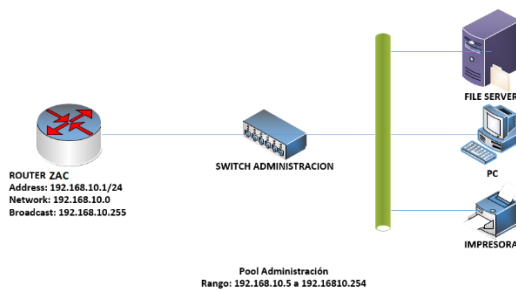 FILE SERVER
PC
IMPRESORA
SWITCH ADMINISTRACION
ROUTER ZAC
Address: 192.168.10.1/24
Network: 192.168.10.0
Broadcast: 192.168.10.255
Pool Administración
Rango: 192.168.10.5 a 192.16810.254